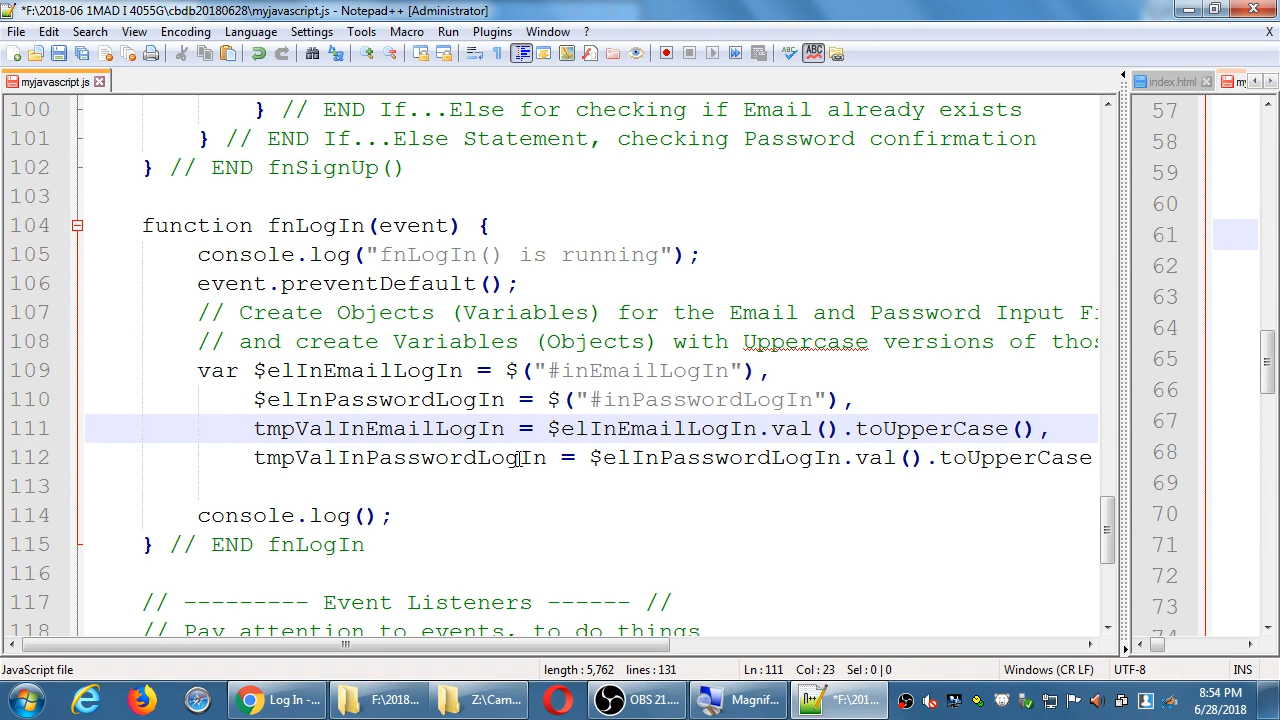 *F:\2018-06 1MAD I 4055G\cbdb20180628\myjavascript.js - Notepad++ [Administrator]
File Edit Search View Encoding Language Settings Tools Macro Run Plugins Window ? X
myjavascript.js
index.html
100 } // END If...Else for checking if Email already exists
101 } // END If...Else Statement, checking Password confirmation
102 } // END fnSignUp()
103
104 function fnLogIn(event) {
105 console.log("fnLogIn() is running");
106 event.preventDefault();
107 // Create Objects (Variables) for the Email and Password Input F
108 // and create Variables (Objects) with Uppercase versions of thos
109 var $elInEmailLogIn = $("#inEmailLogIn"),
110 $elInPasswordLogIn = $("#inPasswordLogIn"),
111 tmpValInEmailLogIn = $elInEmailLogIn.val().toUpperCase(),
112 tmpValInPasswordLogIn = $elInPasswordLogIn.val().toUpperCase
113
114 console.log();
115 } // END fnLogIn
116
117 // --------- Event Listeners ------ //
118 // Pay attention to events, to do things
57
58
59
60
61
62
63
64
65
66
67
68
69
70
71
72
73
74
JavaScript file length : 5,762 lines : 131 Ln : 111 Col : 23 Sel : 0 | 0 Windows (CR LF) UTF-8 INS
Log In -... F:\2018... Z:\Cam... OBS 21.... Magnif... *F:\201...
8:54 PM
6/28/2018